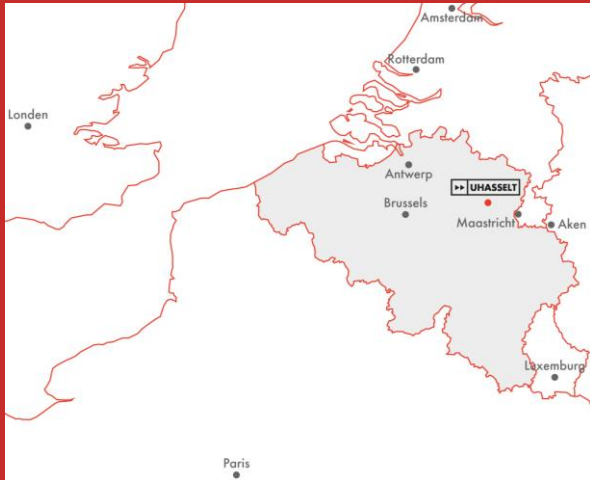 Amsterdam
Rotterdam
Londen
Antwerp
UHASSELT
Brussels
Maastricht
Aken
Luxemburg
Paris